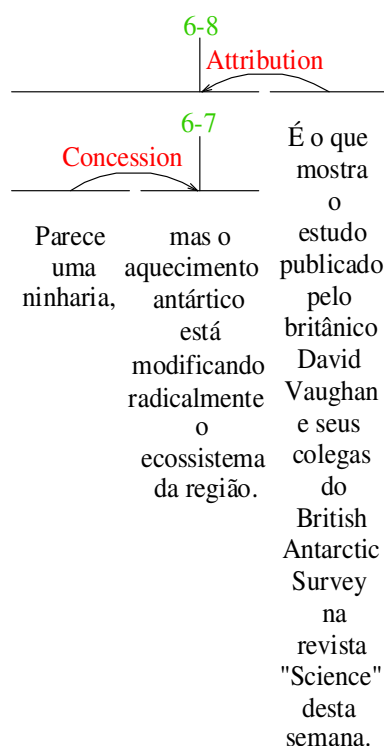 6-8
Attribution
6-7
Concession
Parece
uma
ninharia,
mas o
aquecimento
antártico
está
modificando
radicalmente
o
ecossistema
da região.
É o que
mostra
o
estudo
publicado
pelo
britânico
David
Vaughan
e seus
colegas
do
British
Antarctic
Survey
na
revista
"Science"
desta
semana.